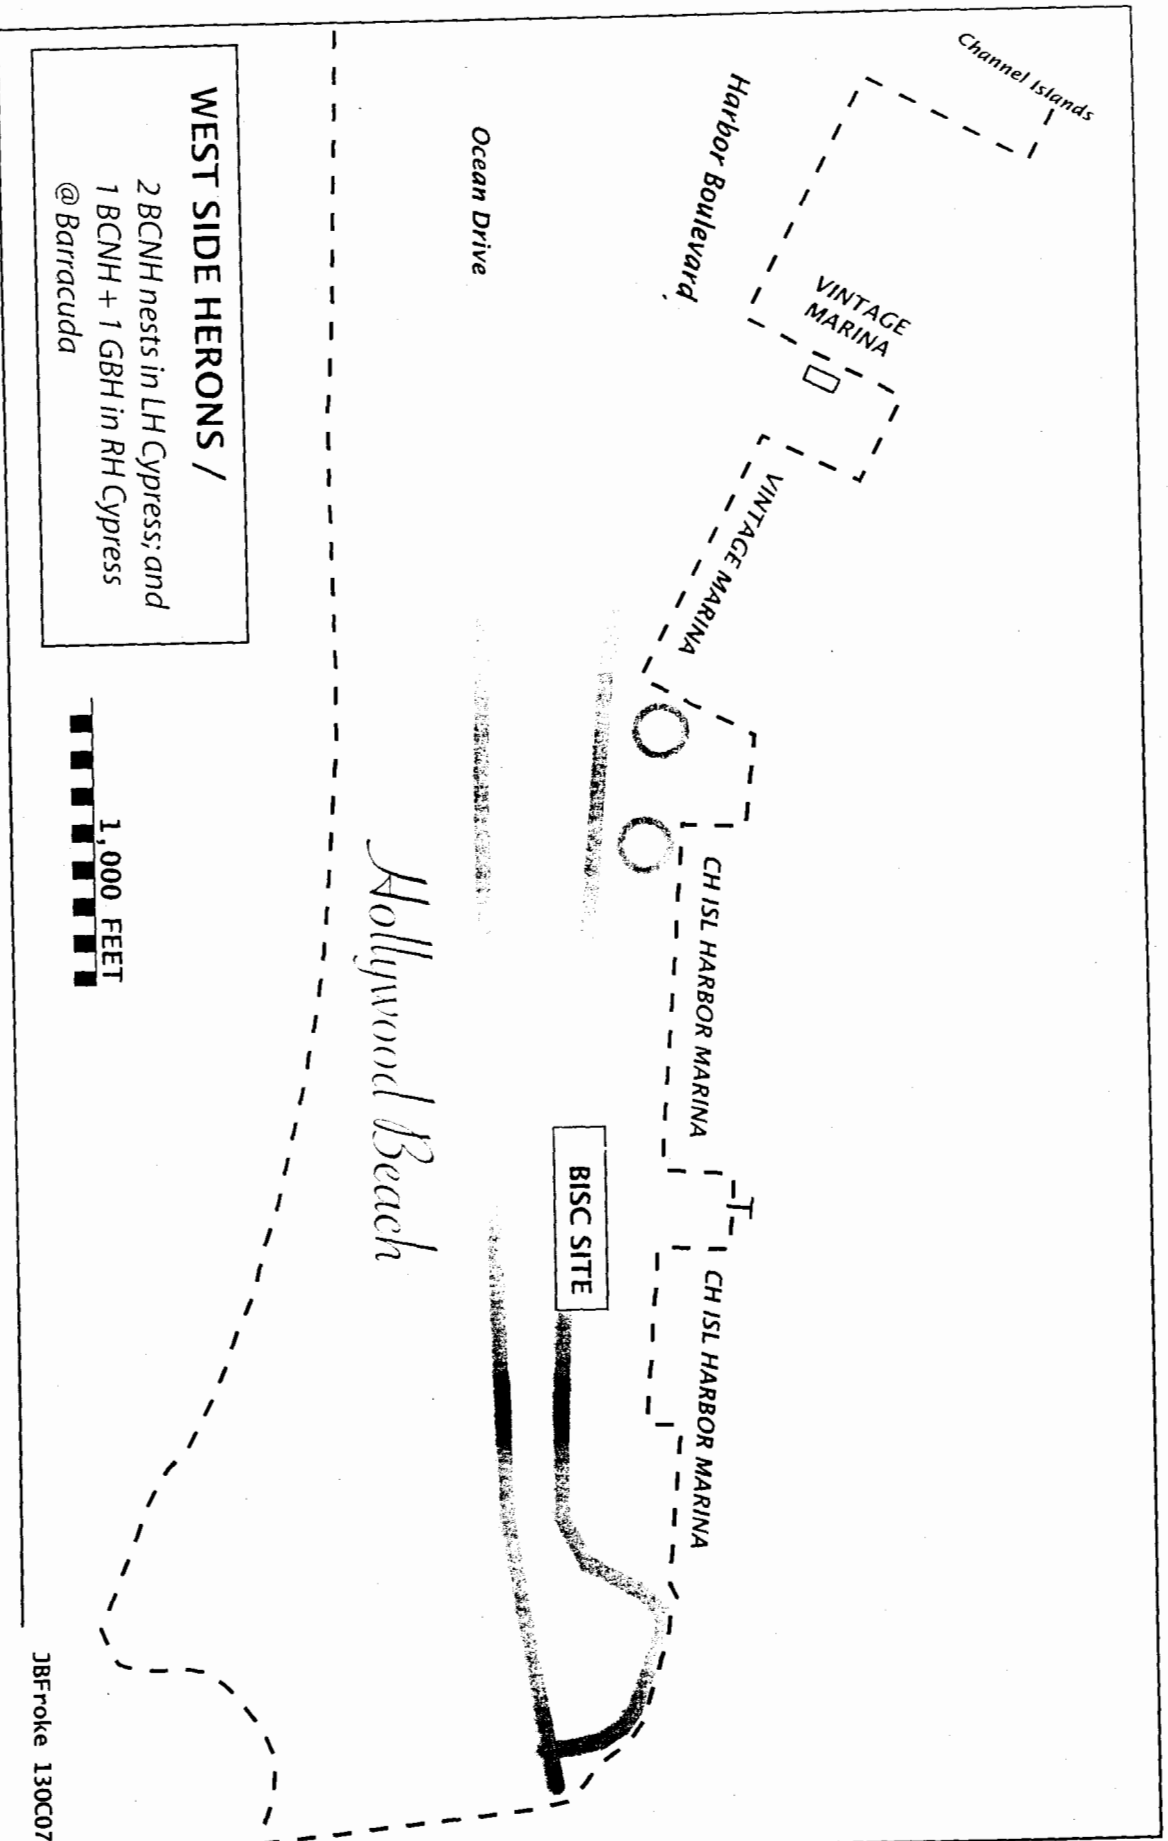 Channel Islands
Harbor Boulevard
VINTAGE
MARINA
Ocean Drive
VINTAGE MARINA
CH ISL HARBOR MARINA
T
CH ISL HARBOR MARINA
BISC SITE
Hollywood Beach
WEST SIDE HERONS /
2 BCNH nests in LH Cypress; and
1 BCNH + 1 GBH in RH Cypress
@ Barracuda
1,000 FEET
JBFroke 13OC07